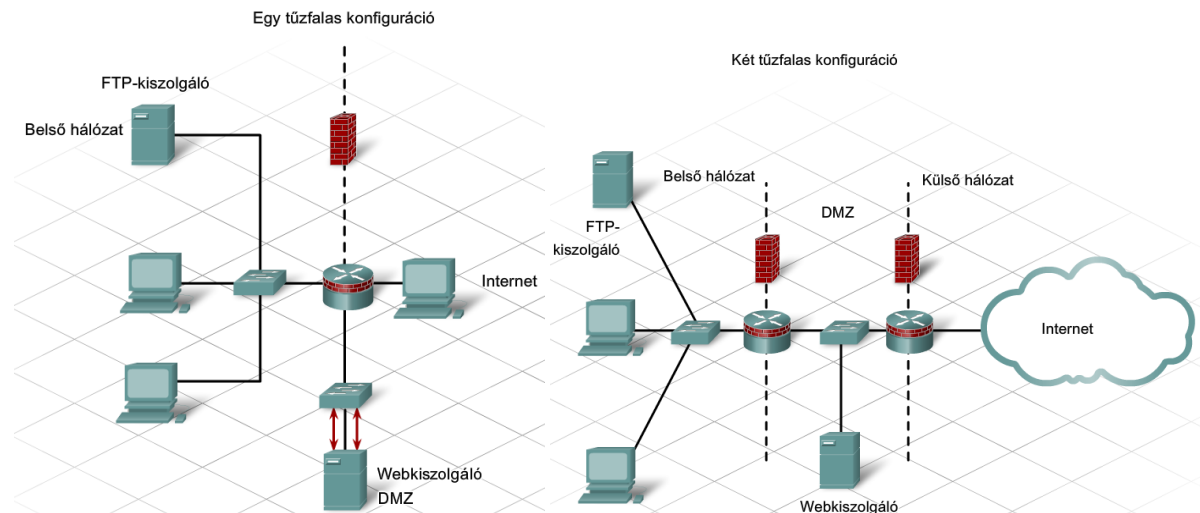 Egy tűzfalas konfiguráció
FTP-kiszolgáló
Belső hálózat
Internet
Webkiszolgáló
DMZ
Két tűzfalas konfiguráció
Belső hálózat
Külső hálózat
DMZ
FTP-
kiszolgáló
Internet
Webkiszolgáló